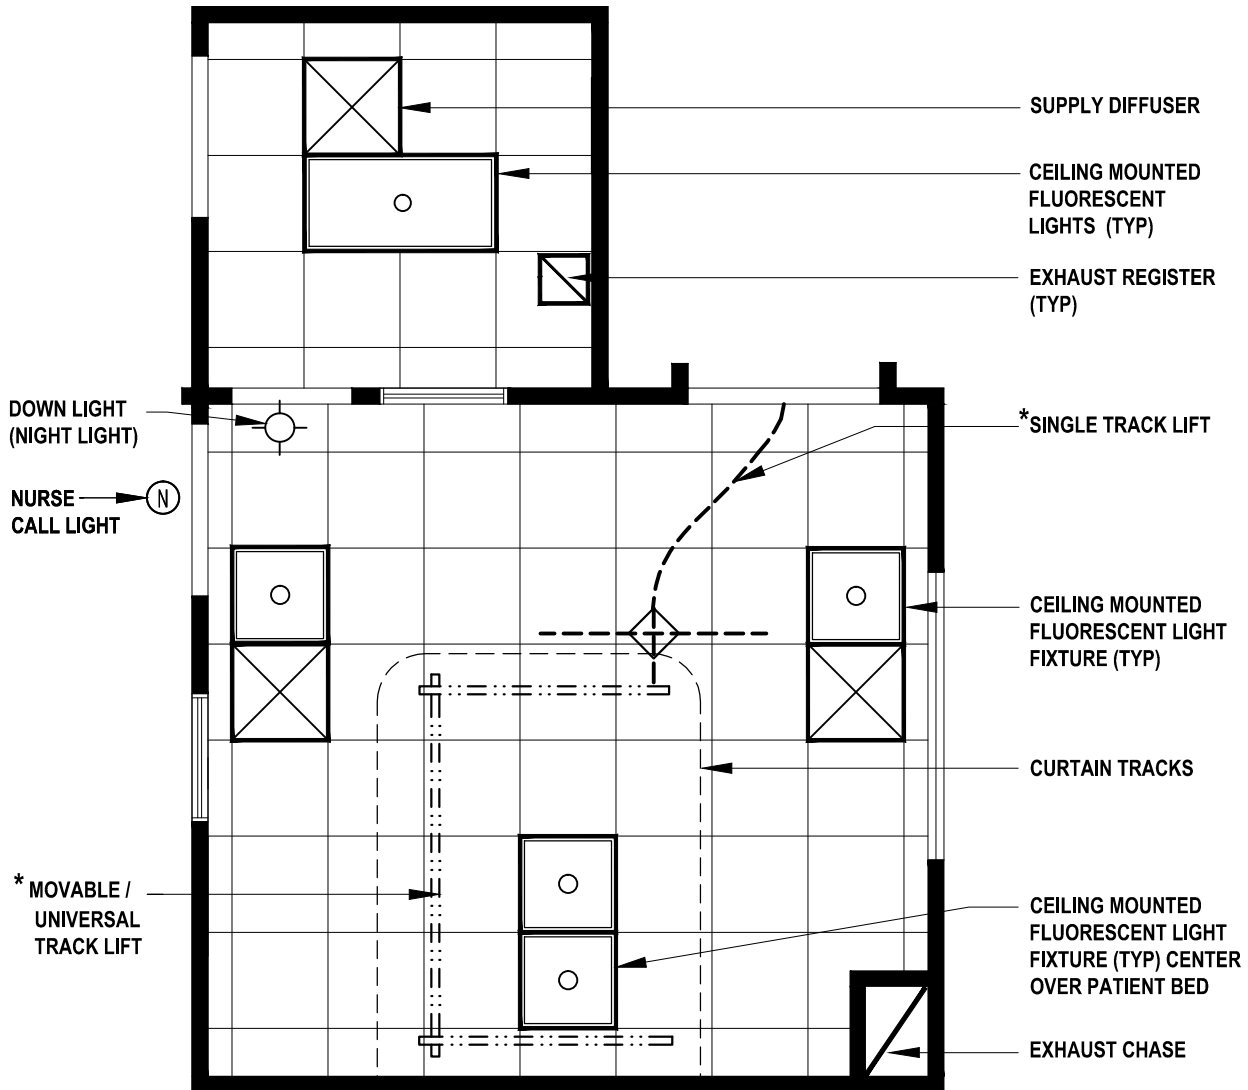 SUPPLY DIFFUSER
CEILING MOUNTED
FLUORESCENT
LIGHTS (TYP)
EXHAUST REGISTER
(TYP)
DOWN LIGHT
(NIGHT LIGHT)
*SINGLE TRACK LIFT
NURSE
CALL LIGHT
N
CEILING MOUNTED
FLUORESCENT LIGHT
FIXTURE (TYP)
CURTAIN TRACKS
* MOVABLE /
UNIVERSAL
TRACK LIFT
CEILING MOUNTED
FLUORESCENT LIGHT
FIXTURE (TYP) CENTER
OVER PATIENT BED
EXHAUST CHASE